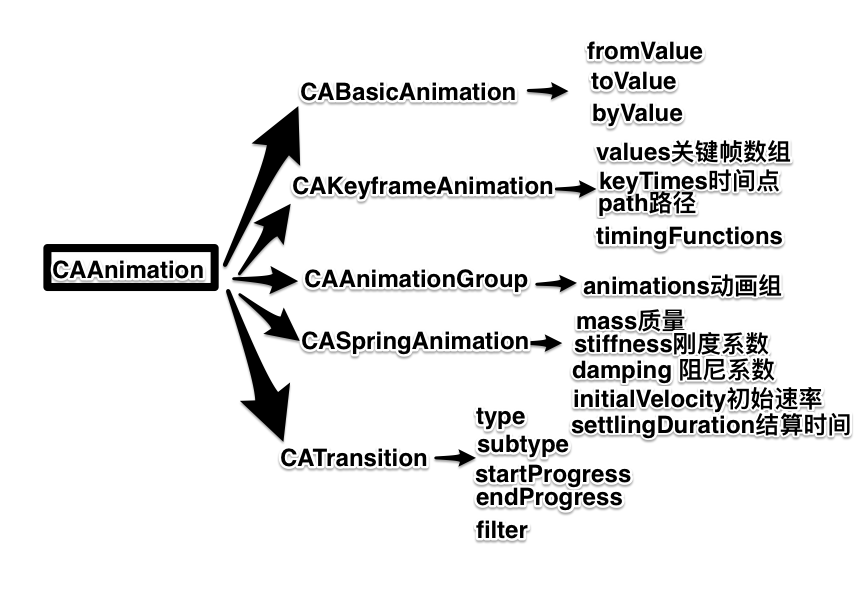 CAAnimation
CABasicAnimation
fromValue
toValue
byValue
CAKeyframeAnimation
values关键帧数组
keyTimes时间点
path路径
timingFunctions
CAAnimationGroup
animations动画组
CASpringAnimation
mass质量
stiffness刚度系数
damping 阻尼系数
initialVelocity初始速率
settlingDuration结算时间
CATransition
type
subtype
startProgress
endProgress
filter